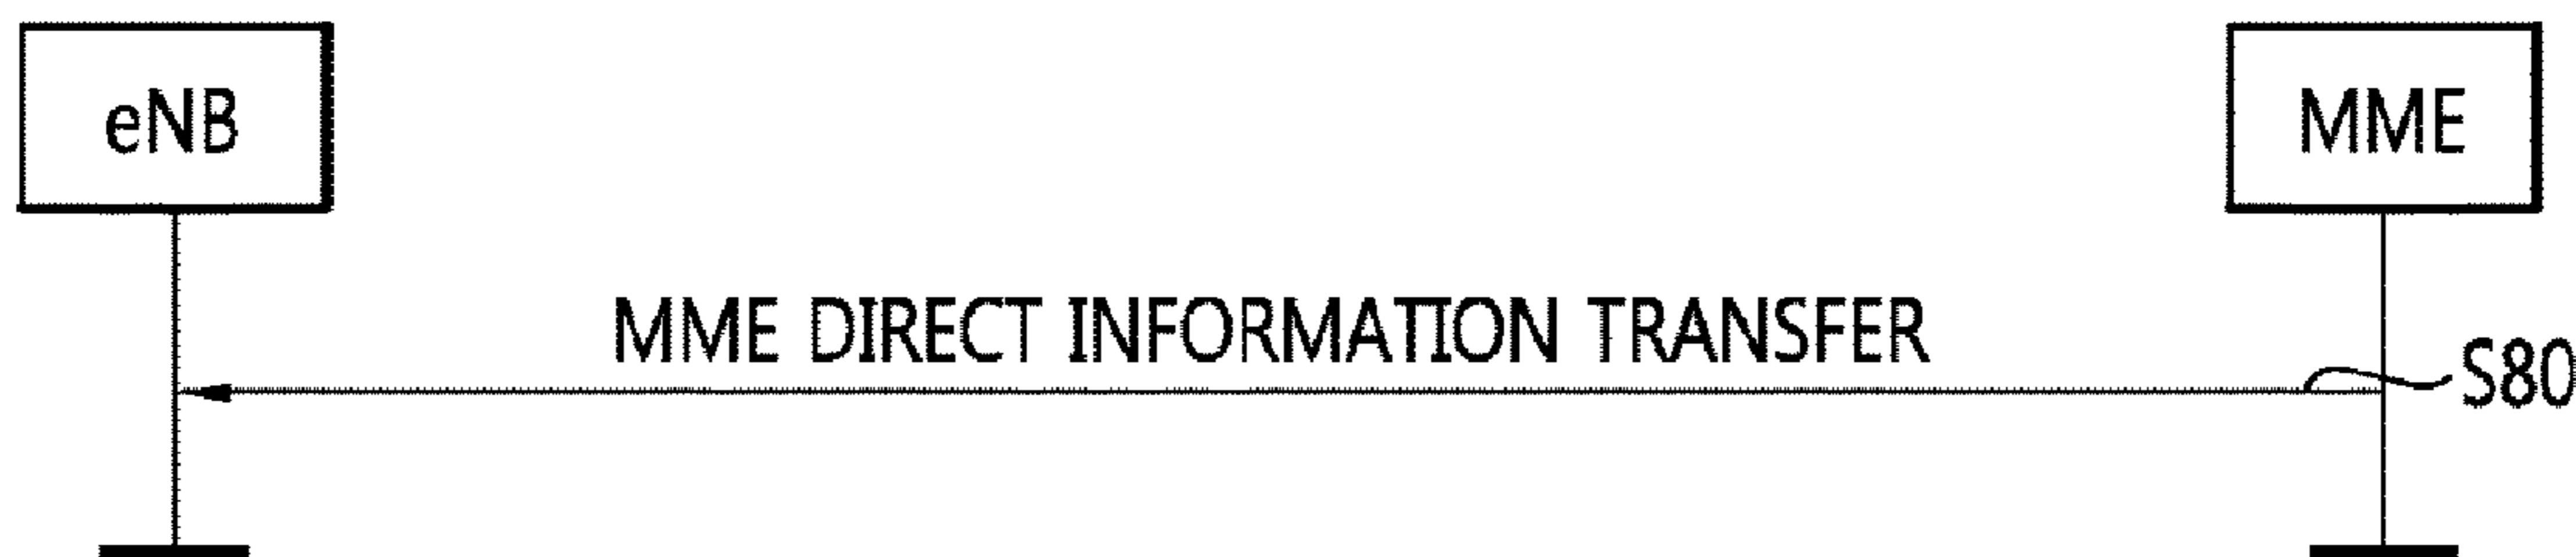 eNB
MME
MME DIRECT INFORMATION TRANSFER
S80